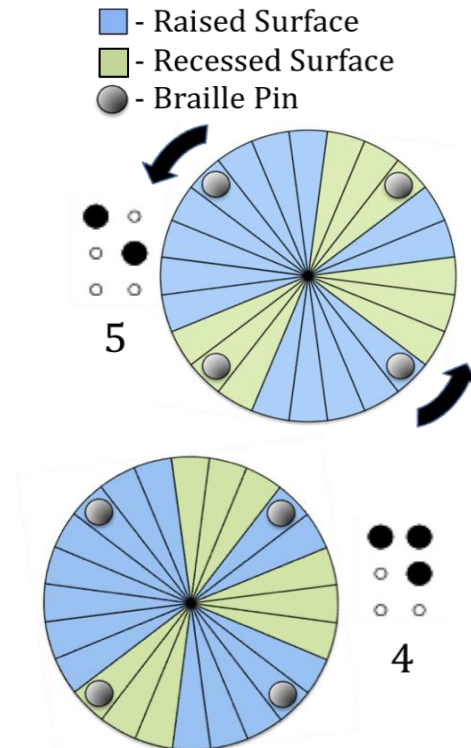 - Raised Surface
- Recessed Surface
- Braille Pin
5
4